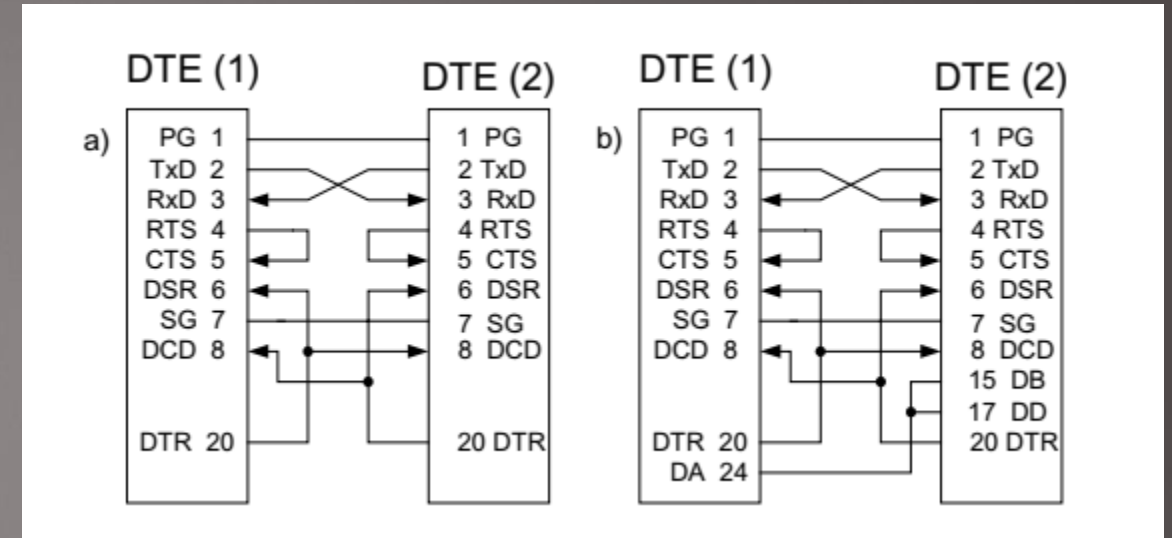 DTE (1)
DTE (2)
a)
PG 1
TxD 2
RxD 3
RTS 4
CTS 5
DSR 6
SG 7
DCD 8
DTR 20
1 PG
2 TxD
3 RxD
4 RTS
5 CTS
6 DSR
7 SG
8 DCD
20 DTR
DTE (1)
DTE (2)
b)
PG 1
TxD 2
RxD 3
RTS 4
CTS 5
DSR 6
SG 7
DCD 8
DTR 20
DA 24
1 PG
2 TxD
3 RxD
4 RTS
5 CTS
6 DSR
7 SG
8 DCD
15 DB
17 DD
20 DTR